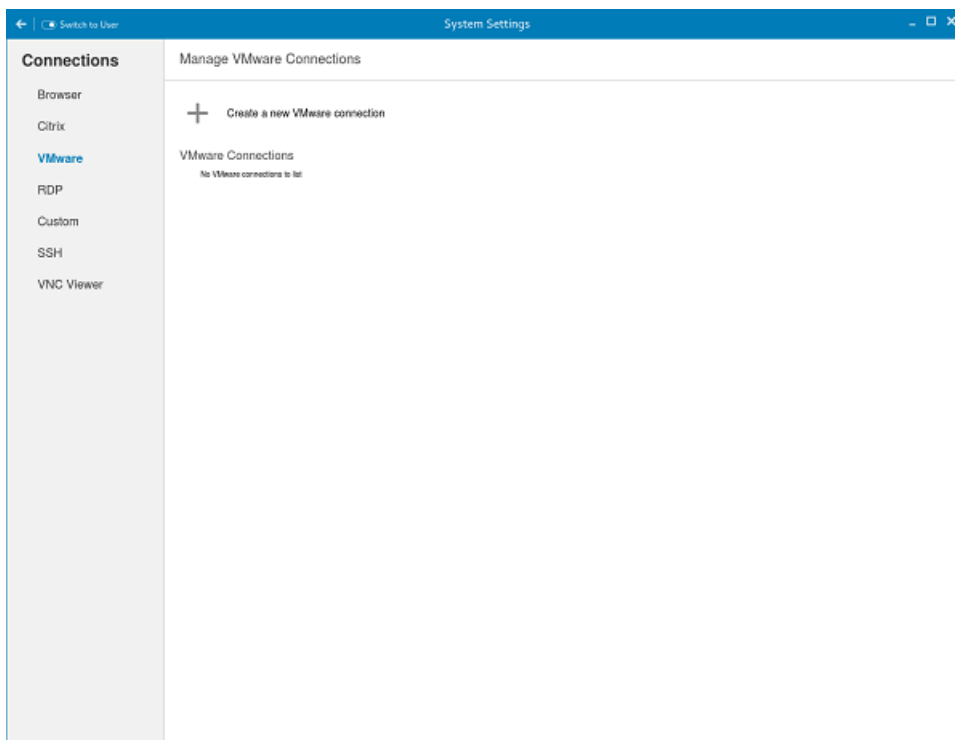 Switch to User
System Settings
Connections
Manage VMware Connections
Browser
Create a new VMware connection
Citrix
VMware
VMware Connections
No VMware connections to list
RDP
Custom
SSH
VNC Viewer